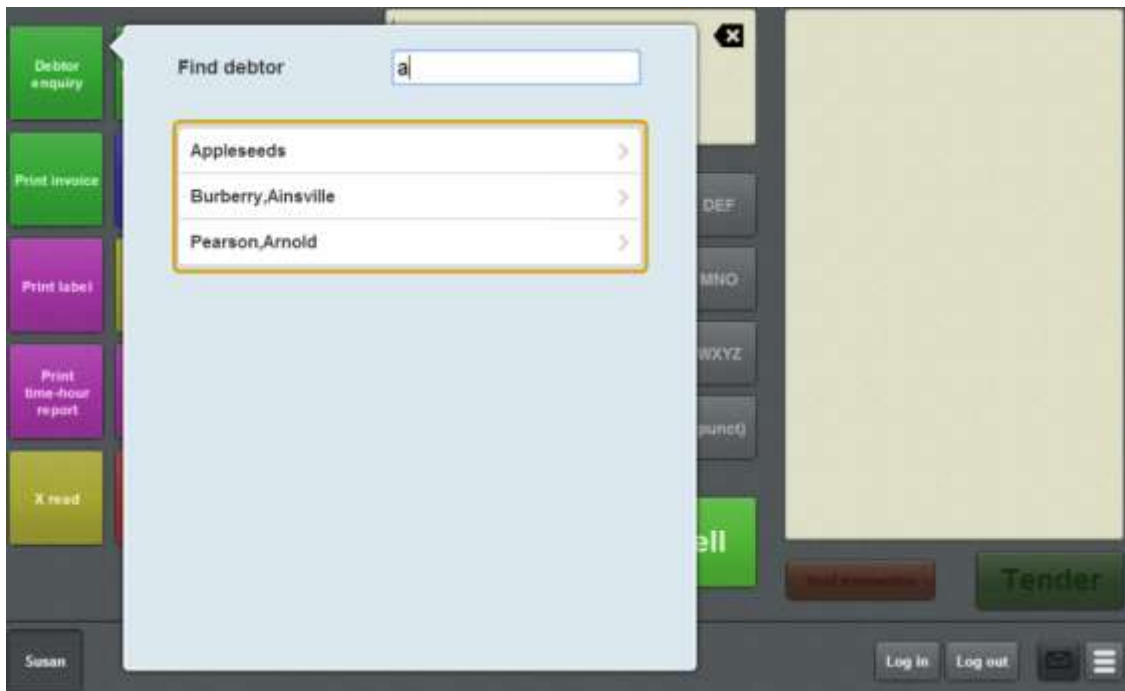 Debtor
enquiry
Find debtor
a
Appleseeds
Burberry,Ainsville
Pearson,Arnold
Print invoice
Print label
Print
time-hour
report
X read
DEF
MNO
WXYZ
punct)
ell
Tender
Susan
Log in
Log out